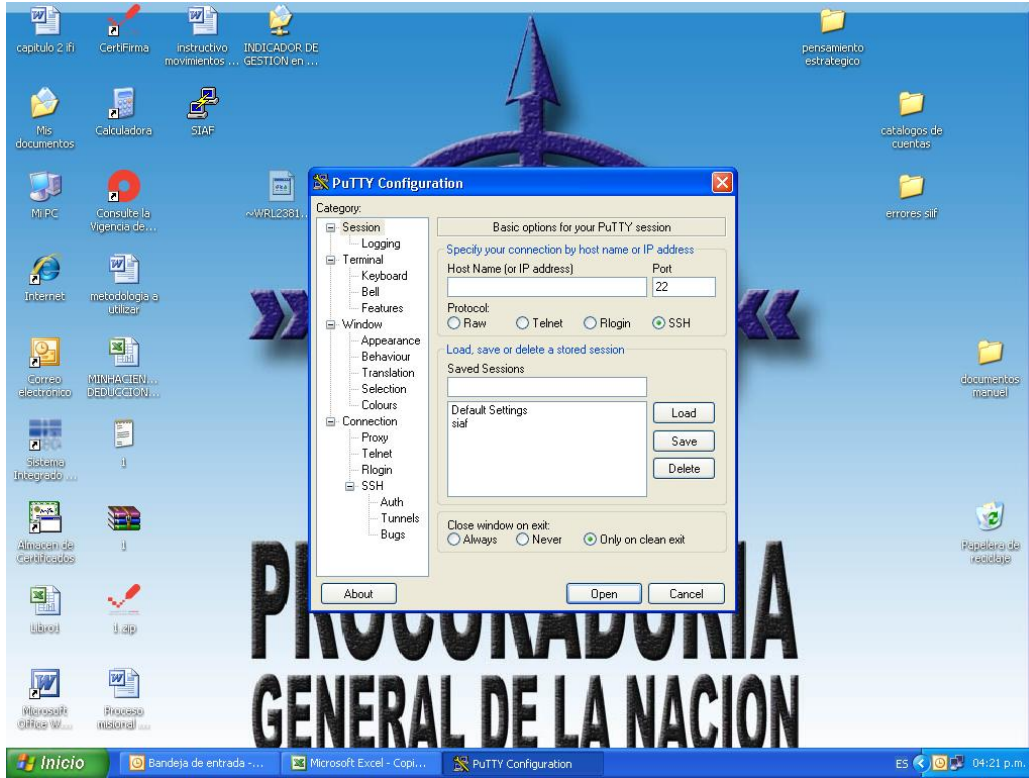 capitulo 2 ifi
CertiFirma
instructivo
movimientos ...
INDICADOR DE
GESTION en ...
pensamiento
estrategico
Mis
documentos
Calculadora
SIAF
catalogos de
cuentas
Mi PC
Consulte la
Vigencia de...
~WRL2381...
errores siif
Internet
metodologia a
utilizar
Correo
electrónico
MINHACIEN...
DEDUCCION...
documentos
manuel
Sistema
Integrado ...
1
Almacen de
Certificados
1
Papelera de
reciclaje
Libro1
1.zip
Microsoft
Office W...
Proceso
misional ...
PuTTY Configuration
Category:
Session
Logging
Terminal
Keyboard
Bell
Features
Window
Appearance
Behaviour
Translation
Selection
Colours
Connection
Proxy
Telnet
Rlogin
SSH
Auth
Tunnels
Bugs
Basic options for your PuTTY session
Specify your connection by host name or IP address
Host Name (or IP address)
Port
22
Protocol:
Raw
Telnet
Rlogin
SSH
Load, save or delete a stored session
Saved Sessions
Default Settings
siaf
Load
Save
Delete
Close window on exit:
Always
Never
Only on clean exit
About
Open
Cancel
PROCURADURIA
GENERAL DE LA NACION
Inicio
Bandeja de entrada -...
Microsoft Excel - Copi...
PuTTY Configuration
ES
04:21 p.m.